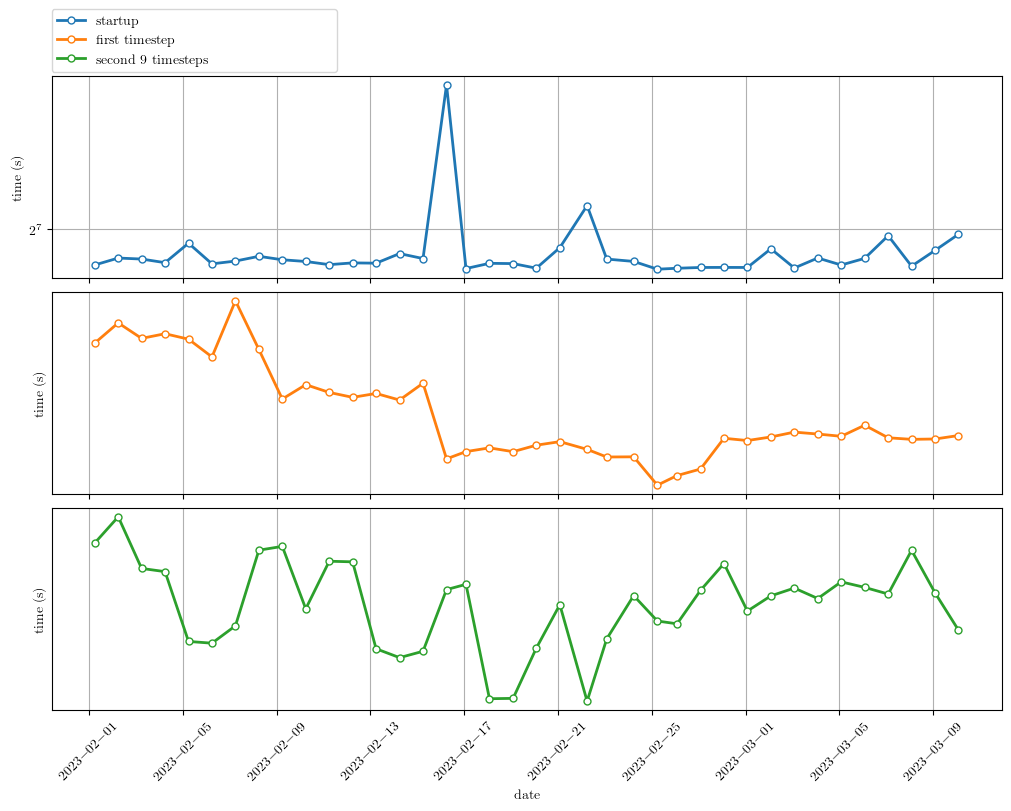 startup
first timestep
second 9 timesteps
time (s)
2^7
time (s)
time (s)
2023−02−01
2023−02−05
2023−02−09
2023−02−13
2023−02−17
2023−02−21
2023−02−25
2023−03−01
2023−03−05
2023−03−09
date